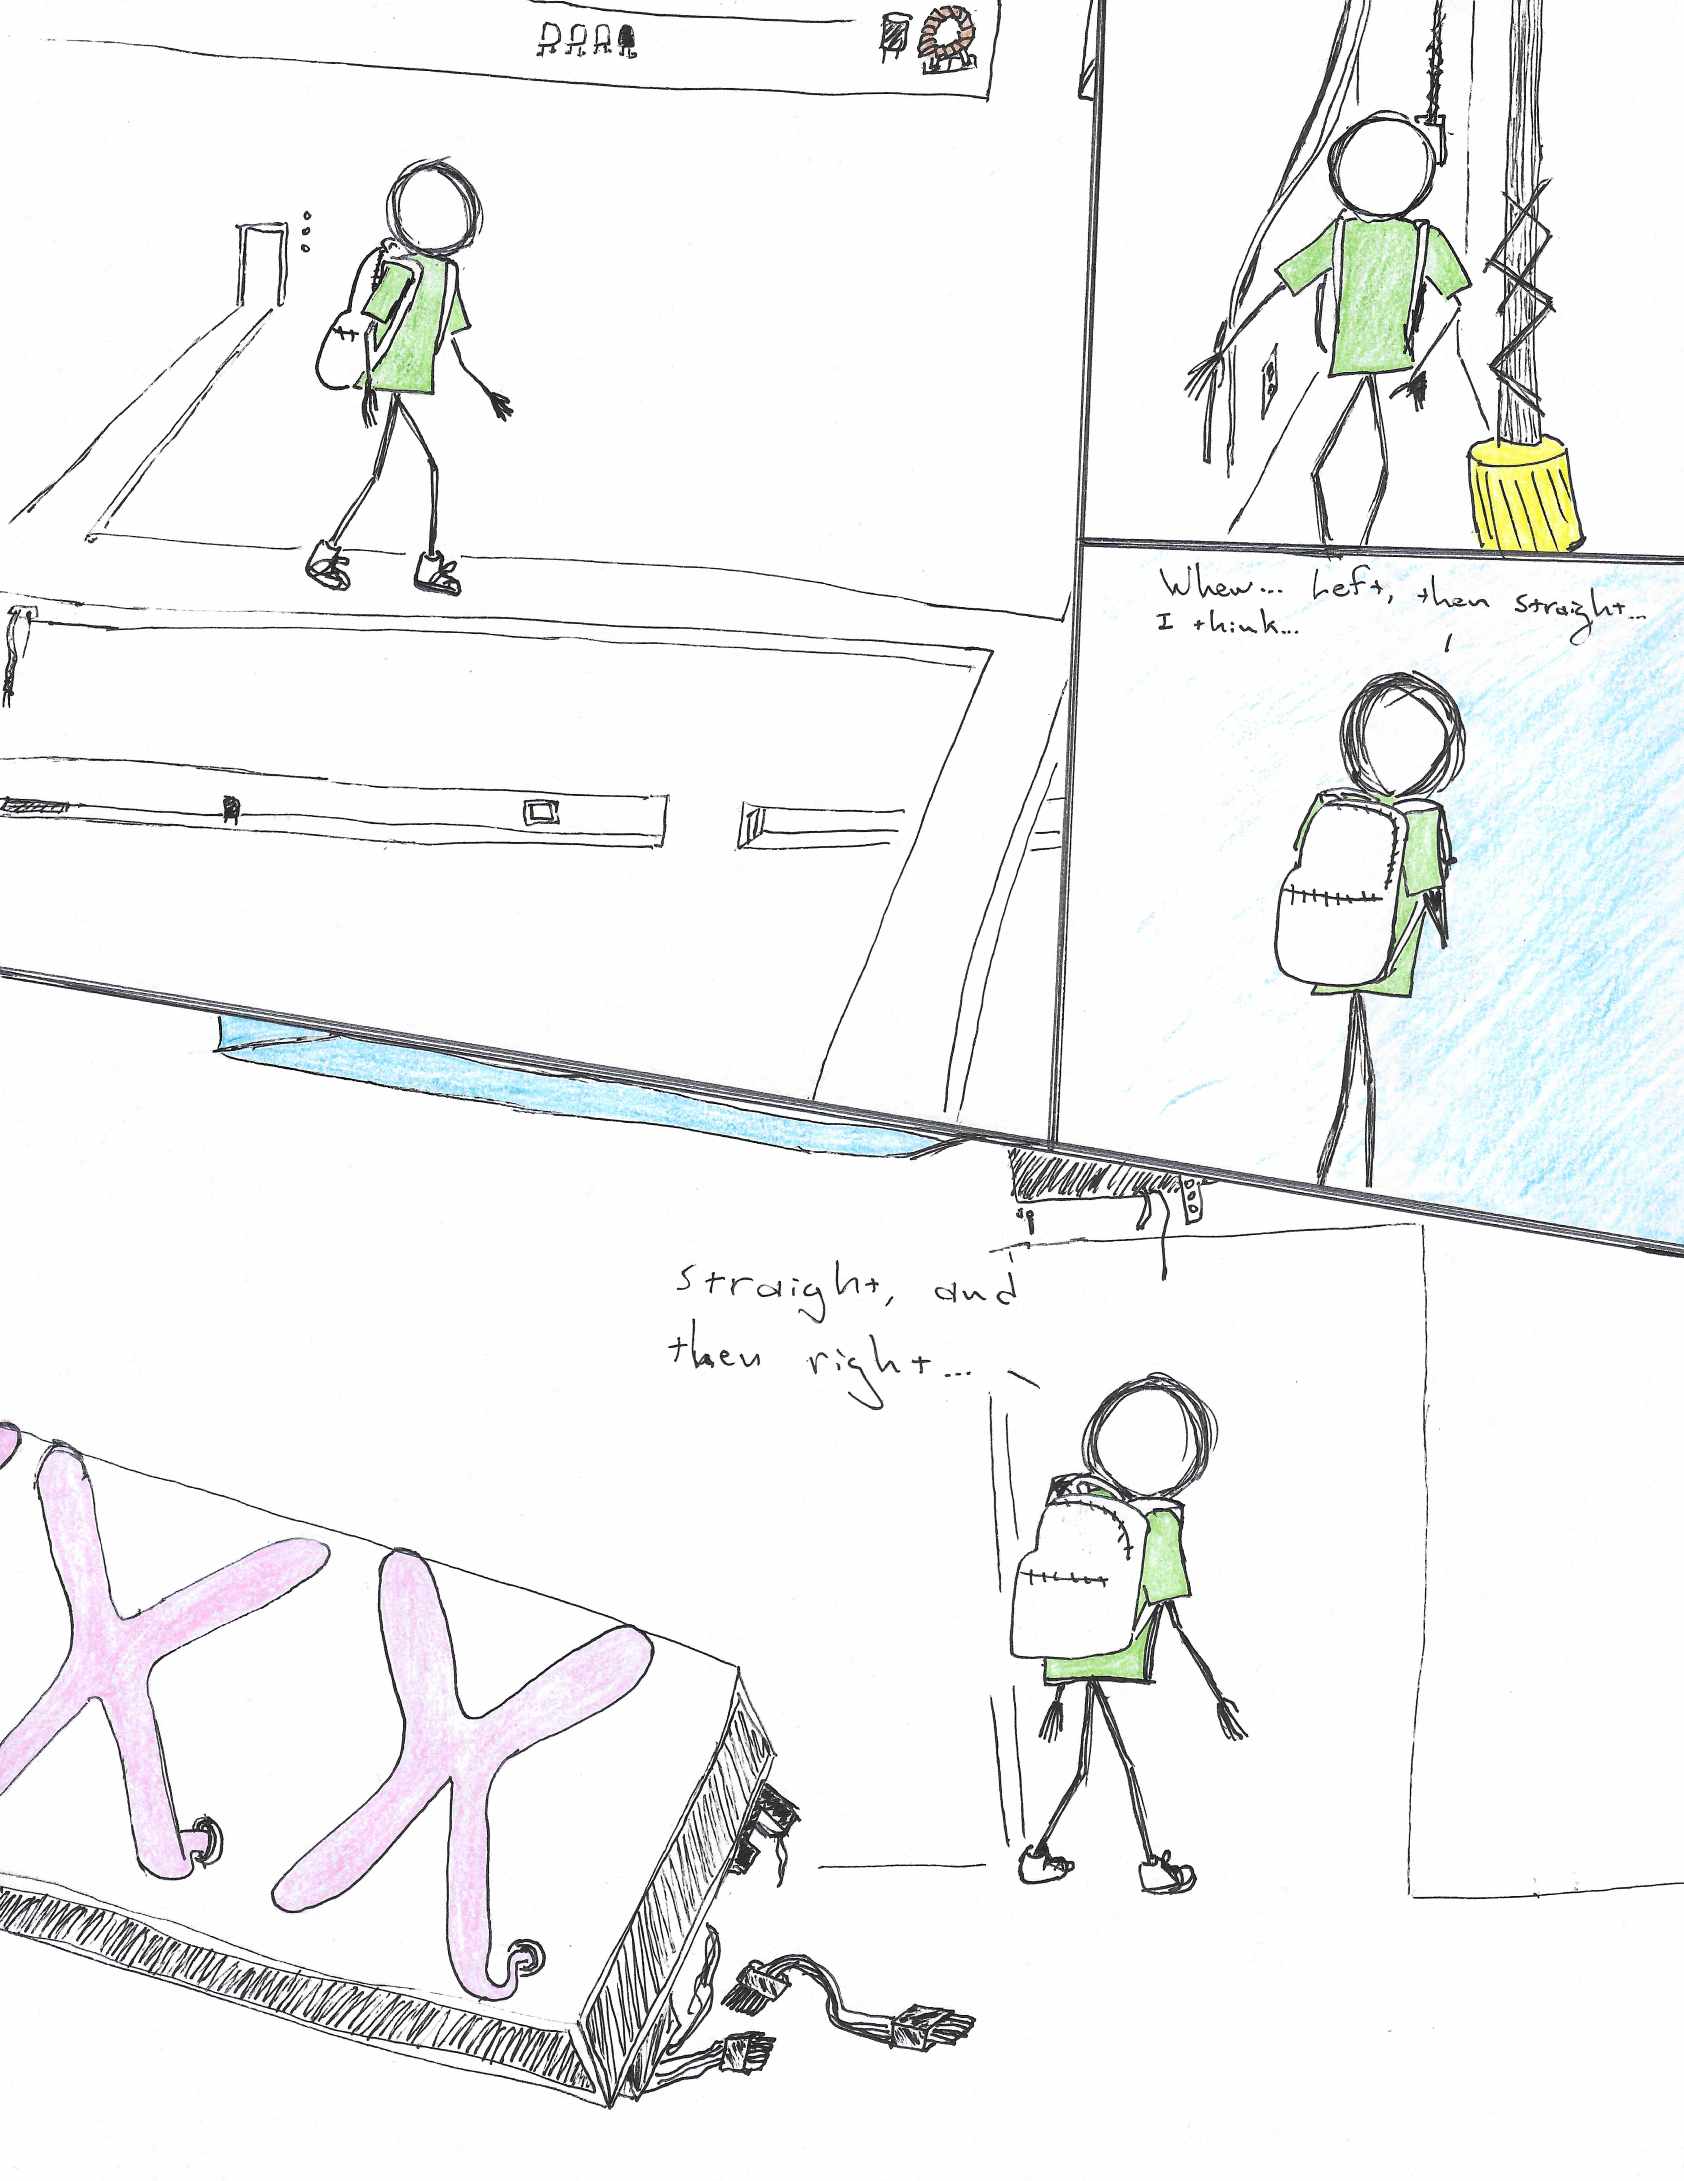 Whew... Left, then straight...
I think...
straight, and
then right...